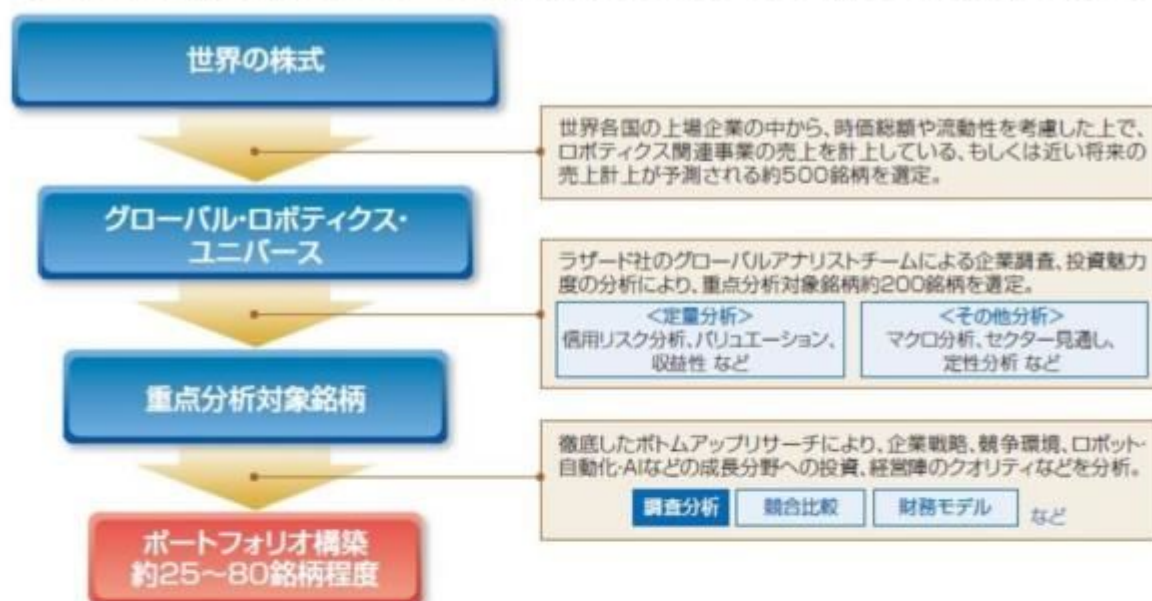 世界の株式
世界各国の上場企業の中から、時価総額や流動性を考慮した上で、
ロボティクス関連事業の売上を計上している、もしくは近い将来の
売上計上が予測される約500銘柄を選定。
グローバル・ロボティクス・
ユニバース
ラザード社のグローバルアナリストチームによる企業調査、投資魅力
度の分析により、重点分析対象銘柄約200銘柄を選定。
<定量分析>
信用リスク分析、バリュエーション、
収益性 など
<その他分析>
マクロ分析、セクター見通し、
定性分析 など
重点分析対象銘柄
徹底したボトムアップリサーチにより、企業戦略、競争環境、ロボット・
自動化・AIなどの成長分野への投資、経営陣のクオリティなどを分析。
調査分析
競合比較
財務モデル
など
ポートフォリオ構築
約25〜80銘柄程度